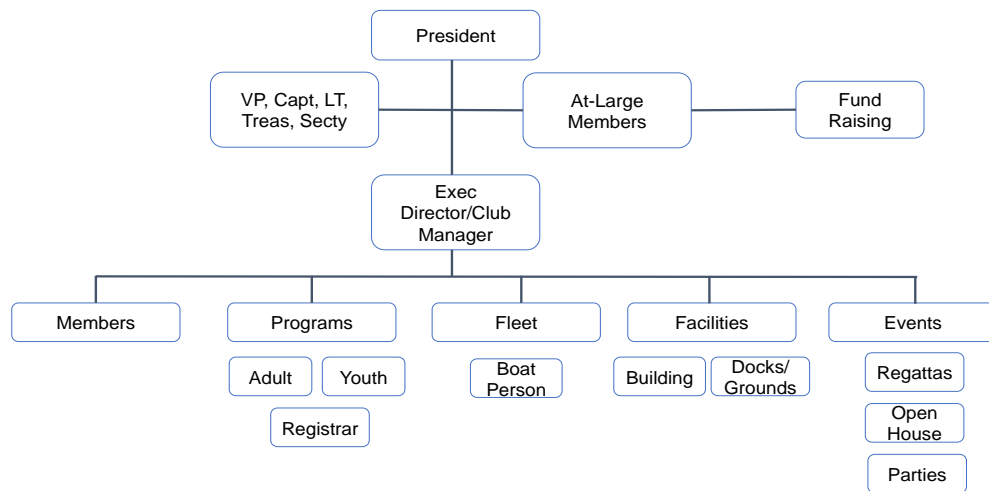 President
VP, Capt, LT,
Treas, Secty
At-Large
Members
Fund
Raising
Exec
Director/Club
Manager
Members
Programs
Fleet
Facilities
Events
Adult
Youth
Registrar
Boat
Person
Building
Docks/
Grounds
Regattas
Open
House
Parties